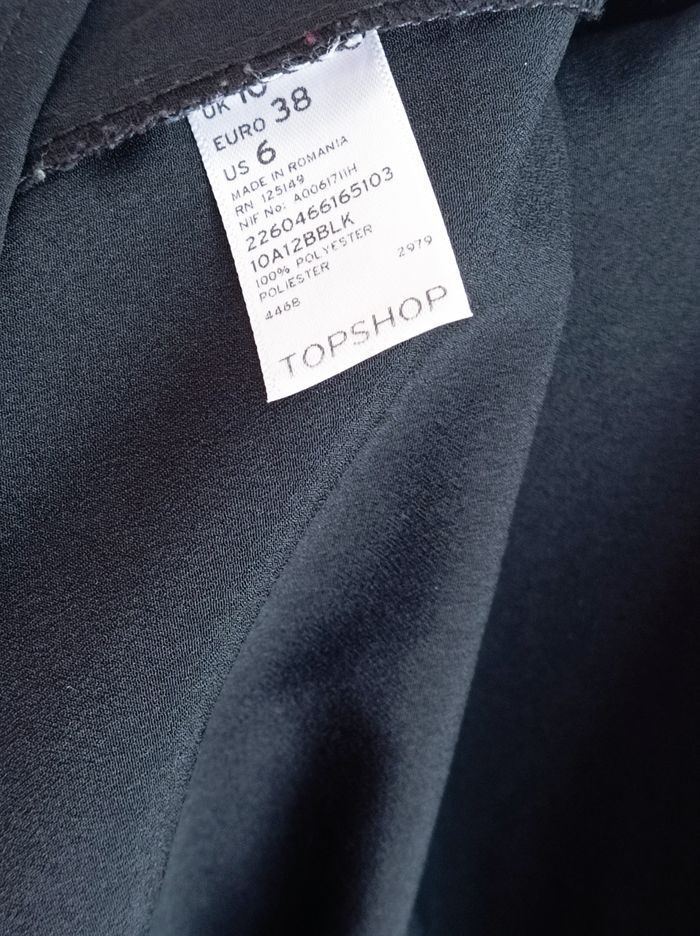 UK 10
EURO 38
US 6
MADE IN ROMANIA
RN 125149
NIF No: A0061711H
2260466165103
10A12BBLK
100% POLYESTER
POLIESTER 2979
4468
TOPSHOP